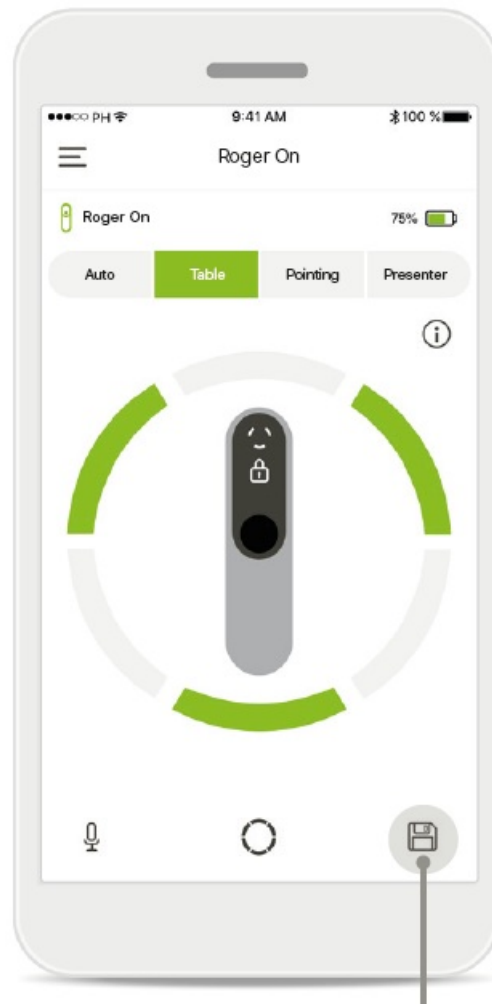 PH 9:41 AM 100 %
Roger On
Roger On 75%
Auto Table Pointing Presenter
i